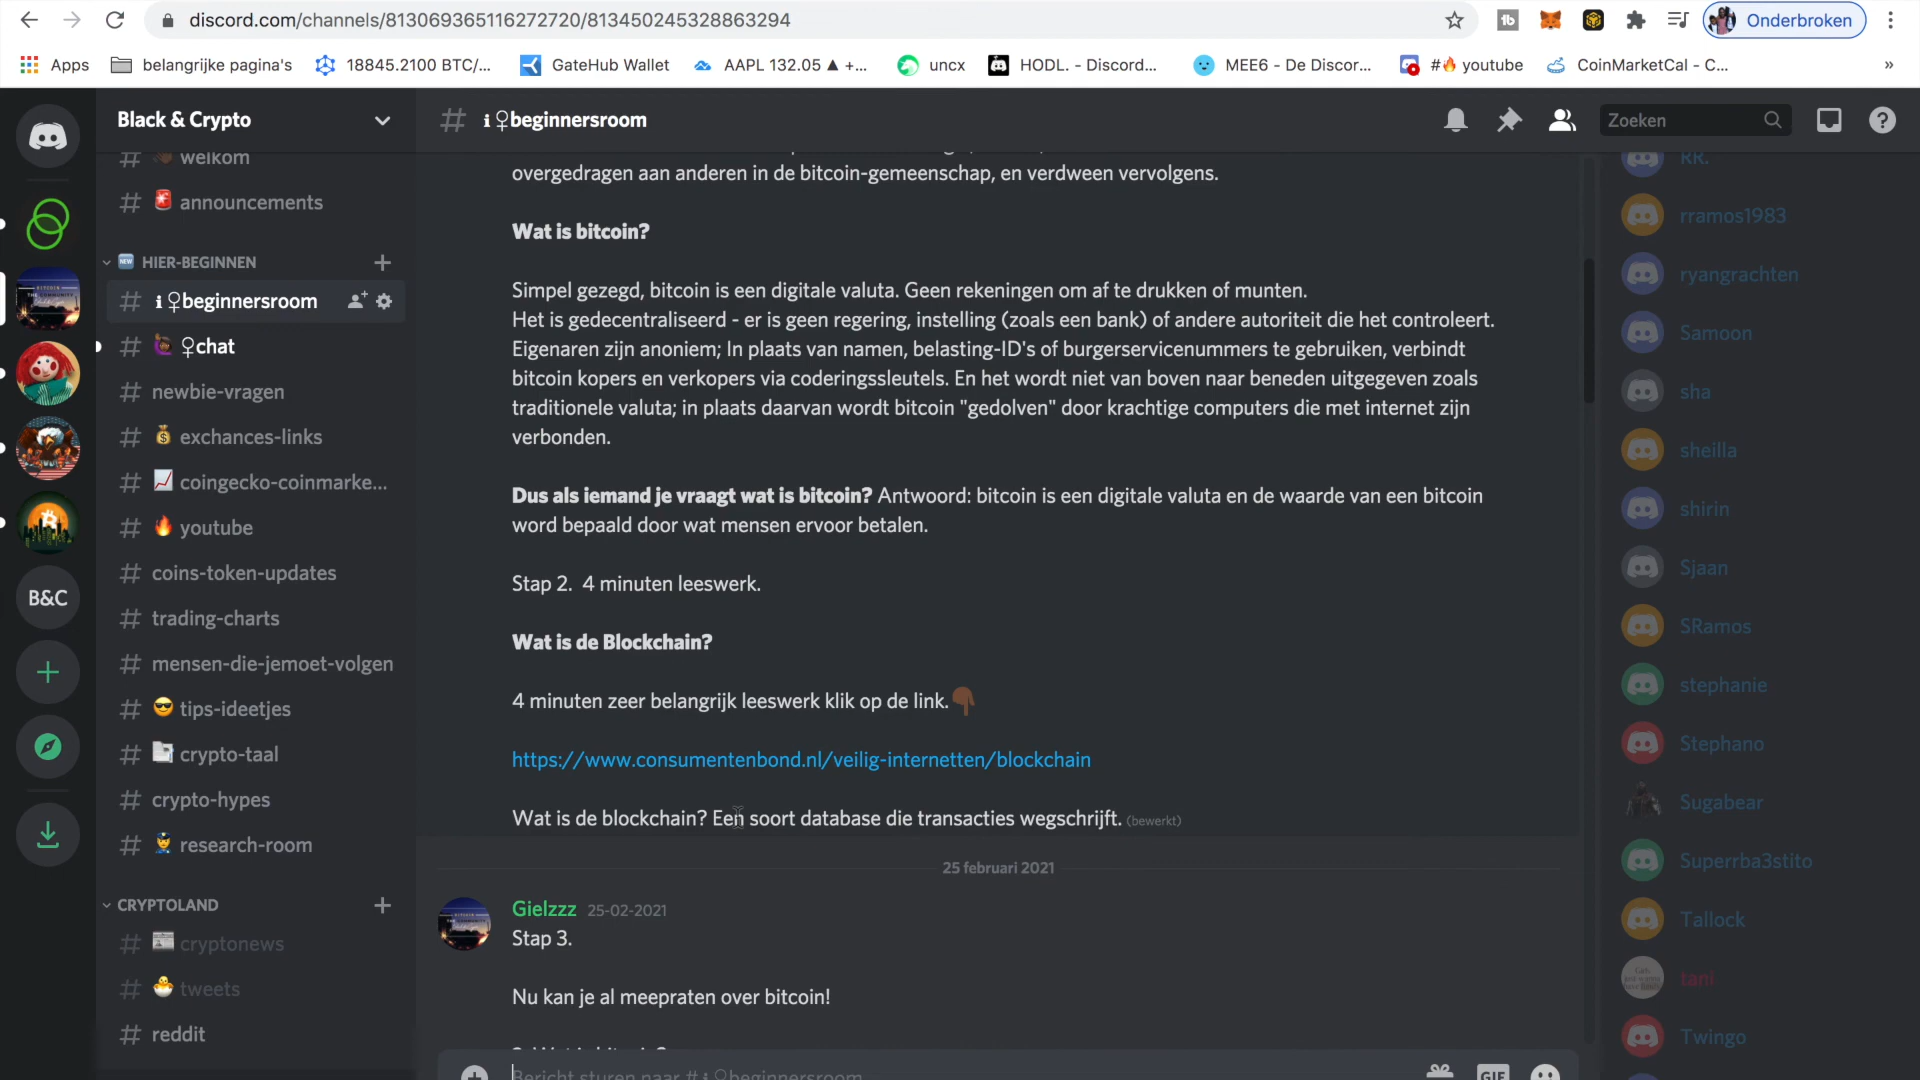 discord.com/channels/813069365116272720/813450245328863294
Onderbroken
Apps
belangrijke pagina's
18845.2100 BTC/...
GateHub Wallet
AAPL 132.05 ▲ +...
uncx
HODL. - Discord...
MEE6 - De Discor...
#🔥 youtube
CoinMarketCal - C...
»
Black & Crypto
# welkom
# 🚨 announcements
NEW HIER-BEGINNEN +
# ℹ♀beginnersroom
# ♀chat
# newbie-vragen
# 💰 exchances-links
# 📈 coingecko-coinmarke...
# 🔥 youtube
# coins-token-updates
# trading-charts
# mensen-die-jemoet-volgen
# 😎 tips-ideetjes
# crypto-taal
# crypto-hypes
# 👮 research-room
CRYPTOLAND +
# 📰 cryptonews
# 🐣 tweets
# reddit
B&C
# ℹ♀beginnersroom
Zoeken
overgedragen aan anderen in de bitcoin-gemeenschap, en verdween vervolgens.
Wat is bitcoin?
Simpel gezegd, bitcoin is een digitale valuta. Geen rekeningen om af te drukken of munten.
Het is gedecentraliseerd - er is geen regering, instelling (zoals een bank) of andere autoriteit die het controleert.
Eigenaren zijn anoniem; In plaats van namen, belasting-ID's of burgerservicenummers te gebruiken, verbindt
bitcoin kopers en verkopers via coderingssleutels. En het wordt niet van boven naar beneden uitgegeven zoals
traditionele valuta; in plaats daarvan wordt bitcoin "gedolven" door krachtige computers die met internet zijn
verbonden.
Dus als iemand je vraagt wat is bitcoin? Antwoord: bitcoin is een digitale valuta en de waarde van een bitcoin
word bepaald door wat mensen ervoor betalen.
Stap 2. 4 minuten leeswerk.
Wat is de Blockchain?
4 minuten zeer belangrijk leeswerk klik op de link.👇🏾
https://www.consumentenbond.nl/veilig-internetten/blockchain
Wat is de blockchain? Een soort database die transacties wegschrijft. (bewerkt)
25 februari 2021
Gielzzz 25-02-2021
Stap 3.
Nu kan je al meepraten over bitcoin!
Bericht sturen naar # ℹ♀beginnersroom
GIF
RR.
rramos1983
ryangrachten
Samoon
sha
sheilla
shirin
Sjaan
SRamos
stephanie
Stephano
Sugabear
Superrba3stito
Tallock
tani
Twingo